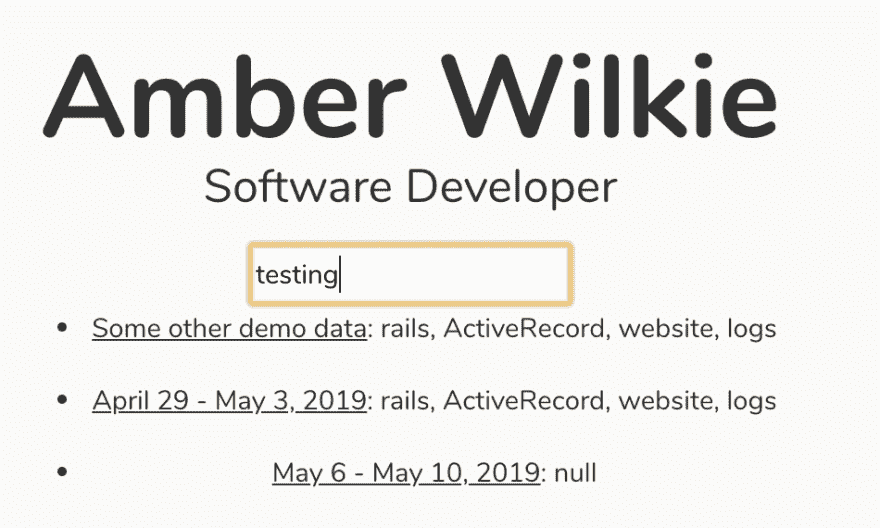 Amber Wilkie
Software Developer
testing
Some other demo data: rails, ActiveRecord, website, logs
April 29 - May 3, 2019: rails, ActiveRecord, website, logs
May 6 - May 10, 2019: null